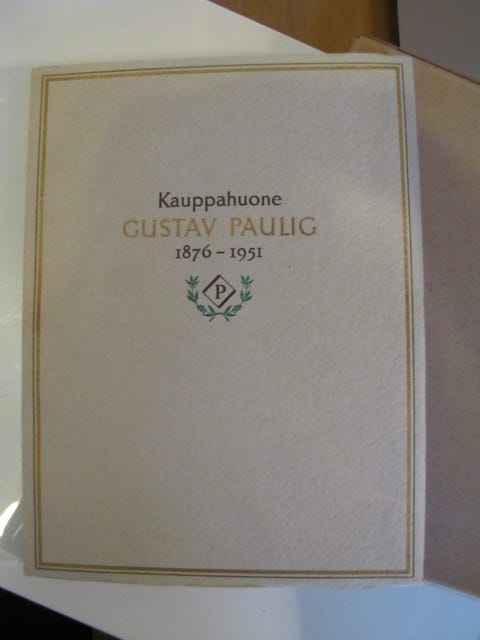 Kauppahuone
GUSTAV PAULIG
1876 – 1951
P